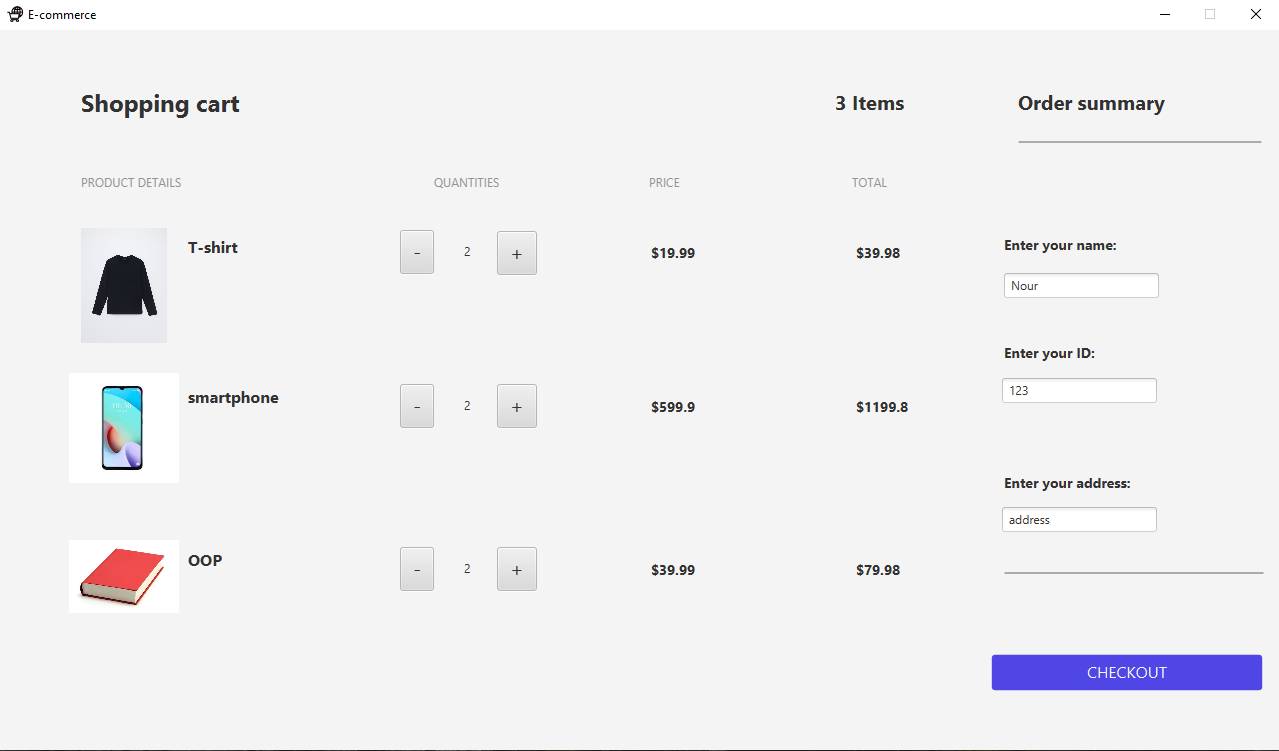 E-commerce
Shopping cart
3 Items
Order summary
PRODUCT DETAILS
QUANTITIES
PRICE
TOTAL
T-shirt
-
2
+
$19.99
$39.98
Enter your name:
Nour
Enter your ID:
123
smartphone
-
2
+
$599.9
$1199.8
Enter your address:
address
OOP
-
2
+
$39.99
$79.98
CHECKOUT